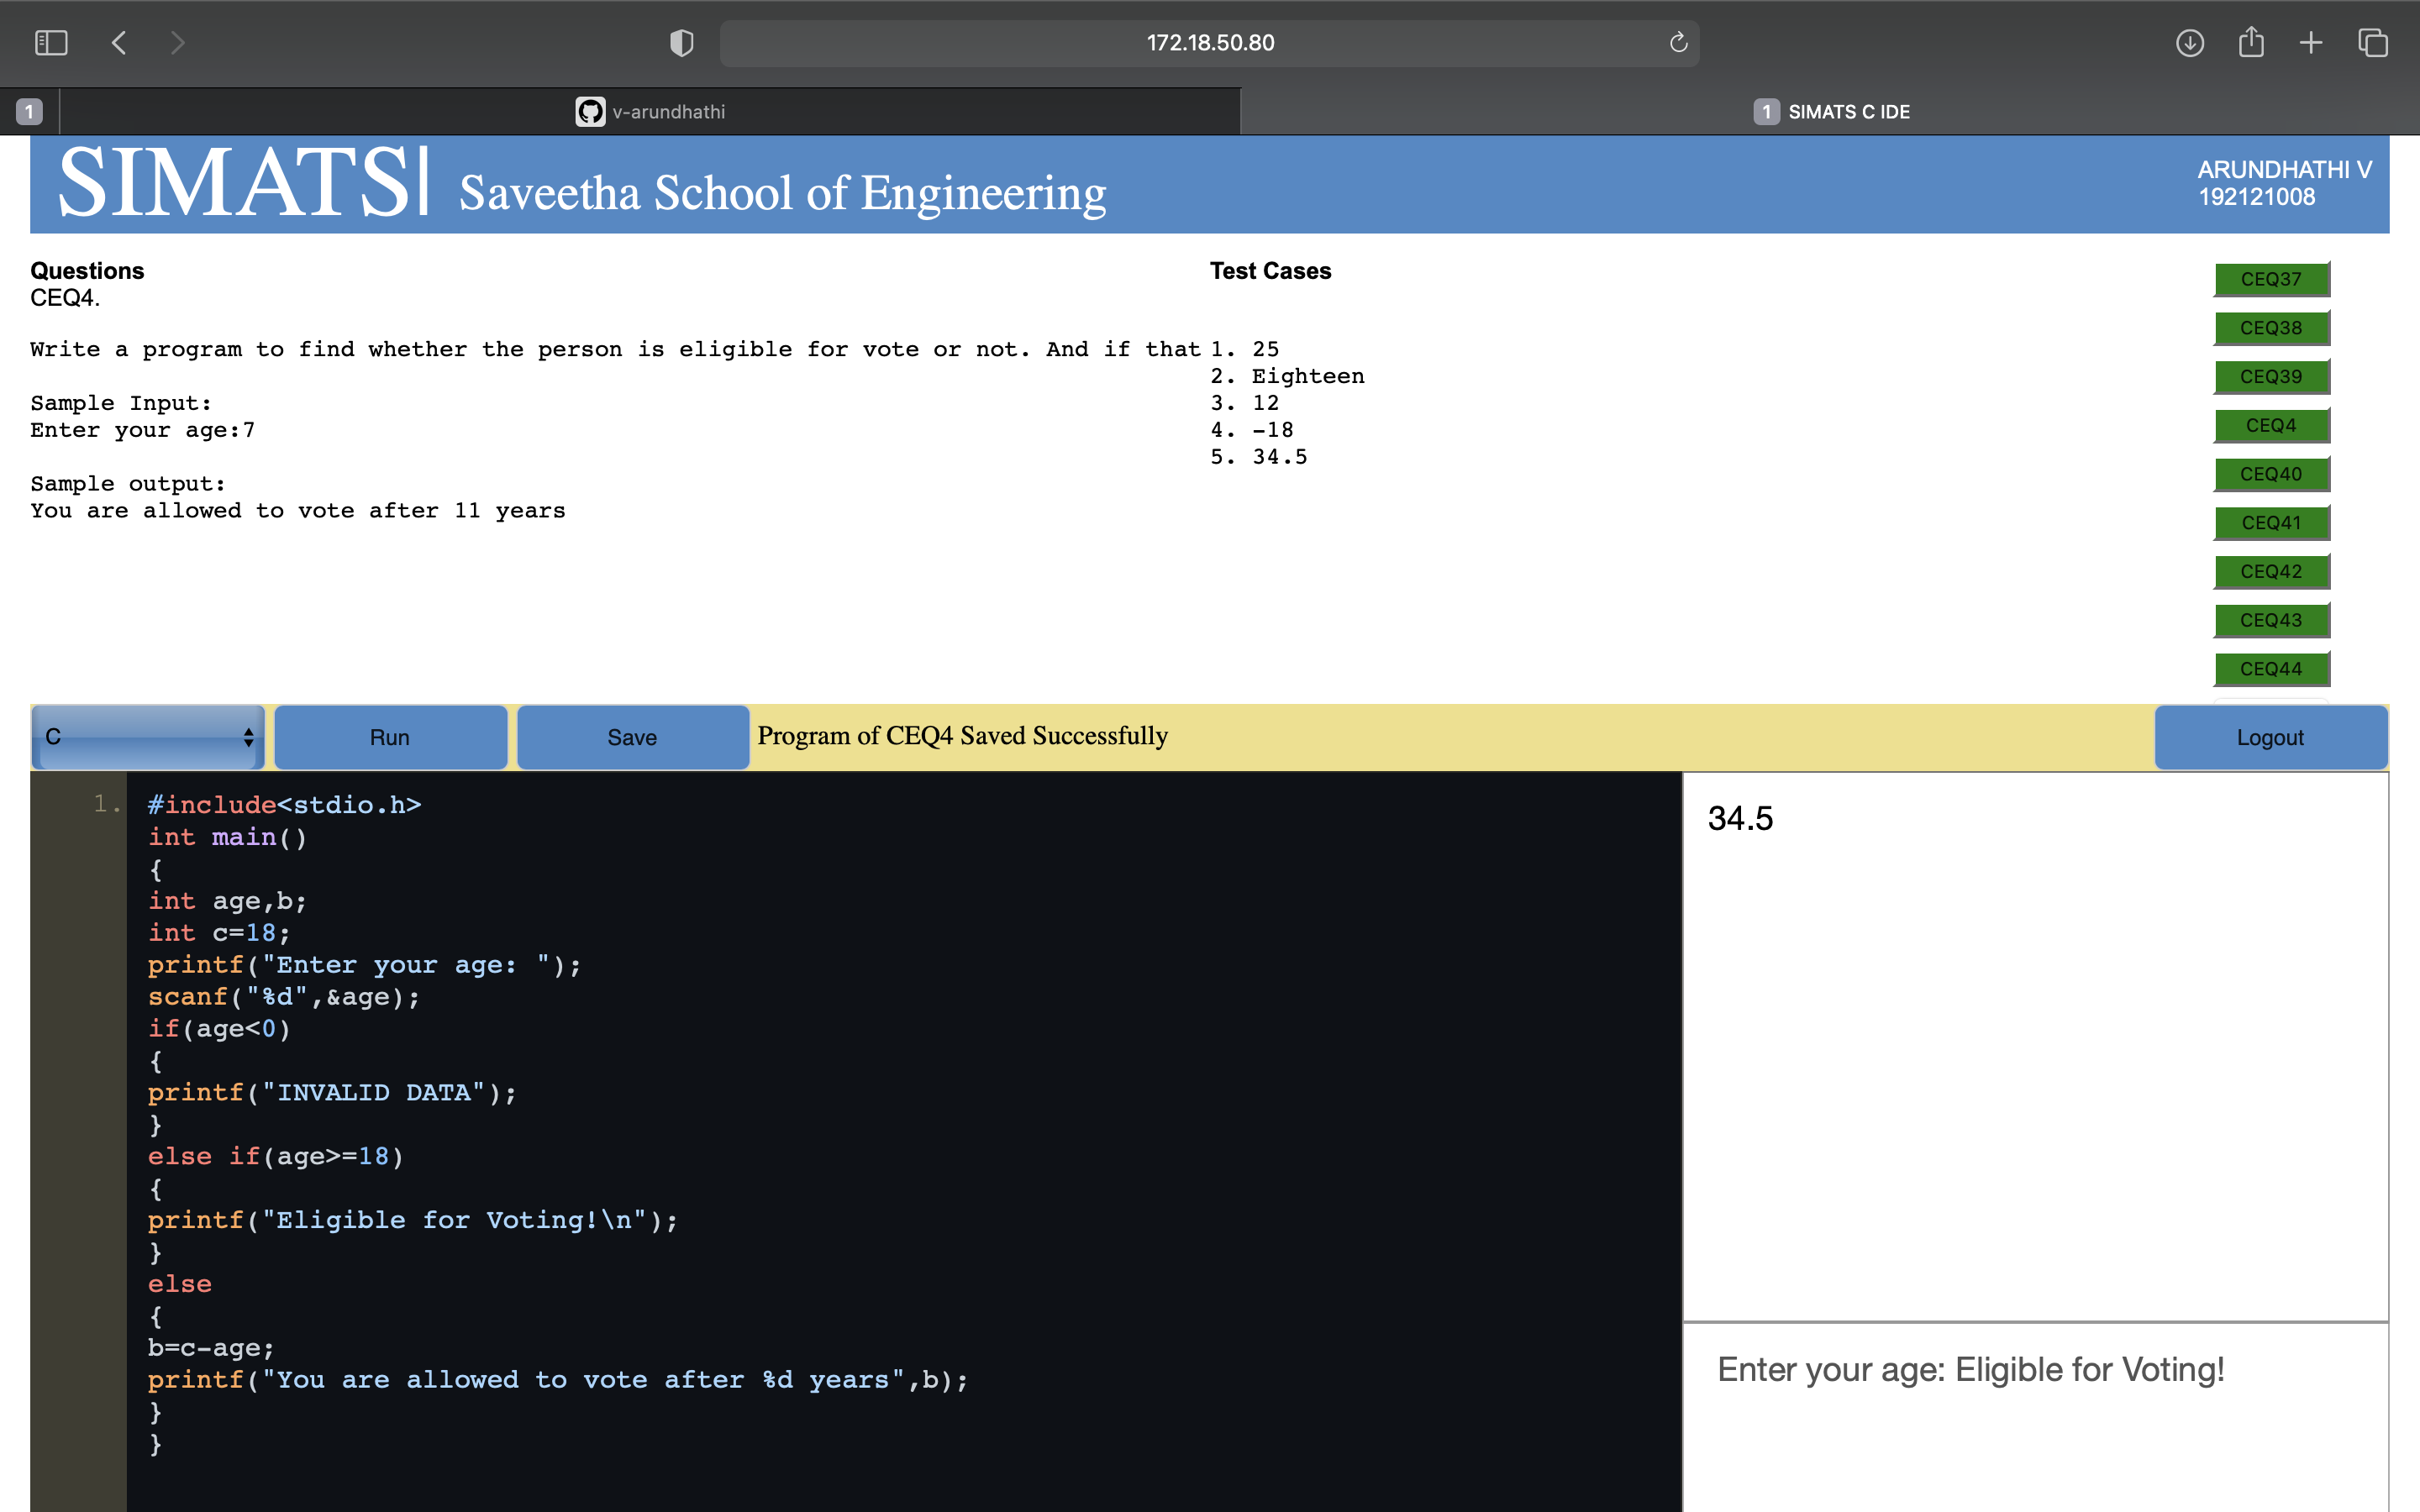 172.18.50.80
1
v-arundhathi
1 SIMATS C IDE
SIMATS| Saveetha School of Engineering
ARUNDHATHI V
192121008
Questions
CEQ4.
Write a program to find whether the person is eligible for vote or not. And if that
Sample Input:
Enter your age:7
Sample output:
You are allowed to vote after 11 years
Test Cases
1. 25
2. Eighteen
3. 12
4. -18
5. 34.5
CEQ37
CEQ38
CEQ39
CEQ4
CEQ40
CEQ41
CEQ42
CEQ43
CEQ44
C
Run
Save
Program of CEQ4 Saved Successfully
Logout
1.
#include<stdio.h>
int main()
{
int age,b;
int c=18;
printf("Enter your age: ");
scanf("%d",&age);
if(age<0)
{
printf("INVALID DATA");
}
else if(age>=18)
{
printf("Eligible for Voting!\n");
}
else
{
b=c-age;
printf("You are allowed to vote after %d years",b);
}
}
34.5
Enter your age: Eligible for Voting!